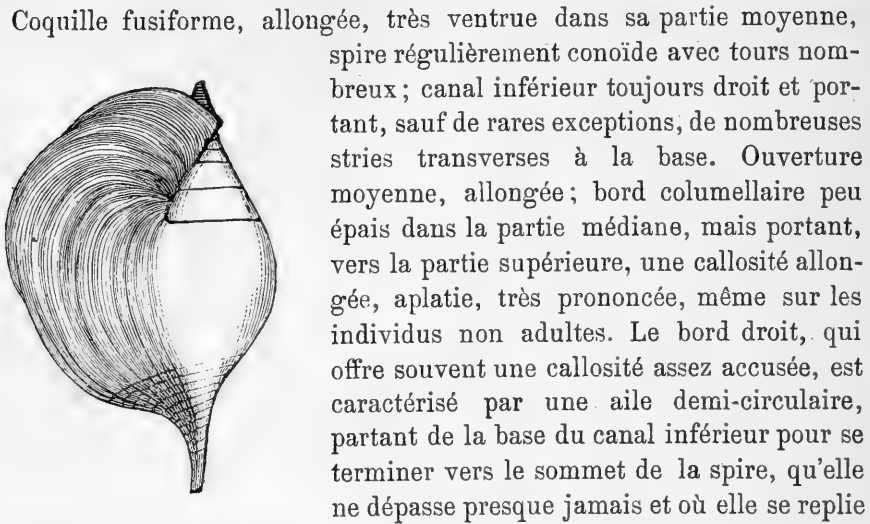 Coquille fusiforme, allongée, très ventrue dans sa partie moyenne,
spire régulièrement conoïde avec tours nom-
breux; canal inférieur toujours droit et por-
tant, sauf de rares exceptions, de nombreuses
stries transverses à la base. Ouverture
moyenne, allongée; bord columellaire peu
épais dans la partie médiane, mais portant,
vers la partie supérieure, une callosité allon-
gée, aplatie, très prononcée, même sur les
individus non adultes. Le bord droit, qui
offre souvent une callosité assez accusée, est
caractérisé par une aile demi-circulaire,
partant de la base du canal inférieur pour se
terminer vers le sommet de la spire, qu'elle
ne dépasse presque jamais et où elle se replie